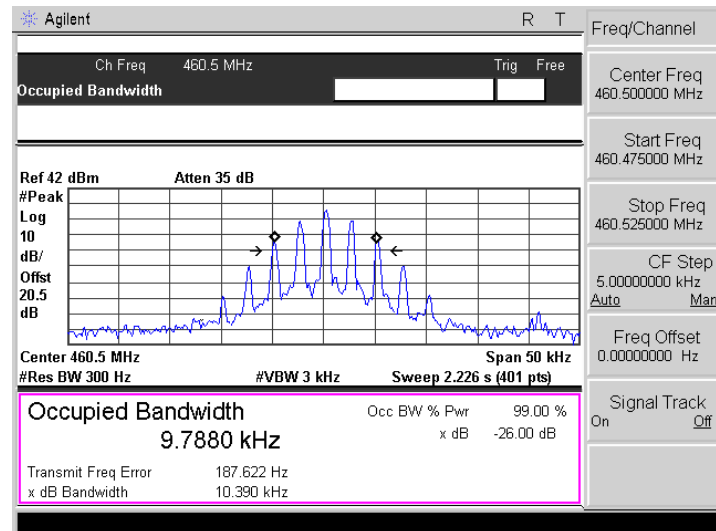 Agilent R T
Ch Freq 460.5 MHz Trig Free
Occupied Bandwidth
Ref 42 dBm Atten 35 dB
#Peak
Log
10
dB/
Offst
20.5
dB
Center 460.5 MHz Span 50 kHz
#Res BW 300 Hz #VBW 3 kHz Sweep 2.226 s (401 pts)
Occupied Bandwidth Occ BW % Pwr 99.00 %
9.7880 kHz x dB -26.00 dB
Transmit Freq Error 187.622 Hz
x dB Bandwidth 10.390 kHz
Freq/Channel
Center Freq
460.500000 MHz
Start Freq
460.475000 MHz
Stop Freq
460.525000 MHz
CF Step
5.00000000 kHz
Auto Man
Freq Offset
0.00000000 Hz
Signal Track
On Off